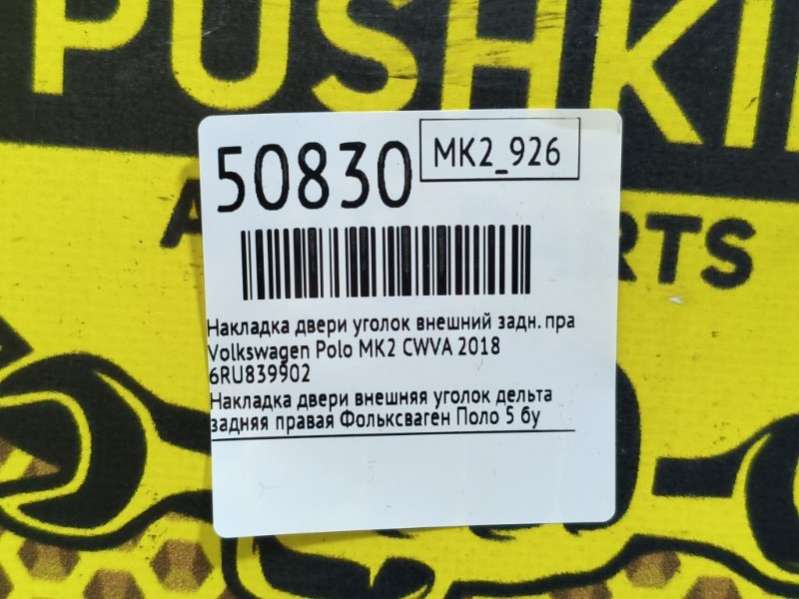 PUSHKI
50830
MK2_926
A
RTS
Накладка двери уголок внешний задн. пра
Volkswagen Polo MK2 CWVA 2018
6RU839902
Накладка двери внешняя уголок дельта
задняя правая Фольксваген Поло 5 бу